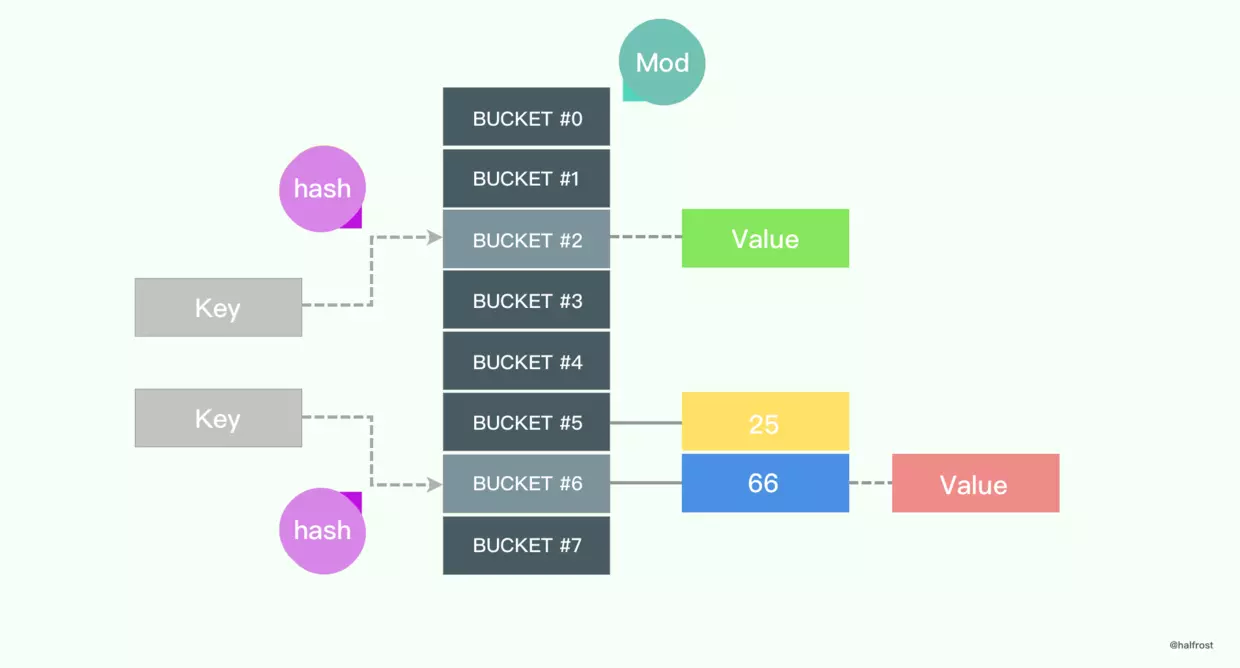 Mod
BUCKET #0
hash
BUCKET #1
BUCKET #2
Value
Key
BUCKET #3
BUCKET #4
Key
BUCKET #5
25
BUCKET #6
66
Value
hash
BUCKET #7
@halfrost